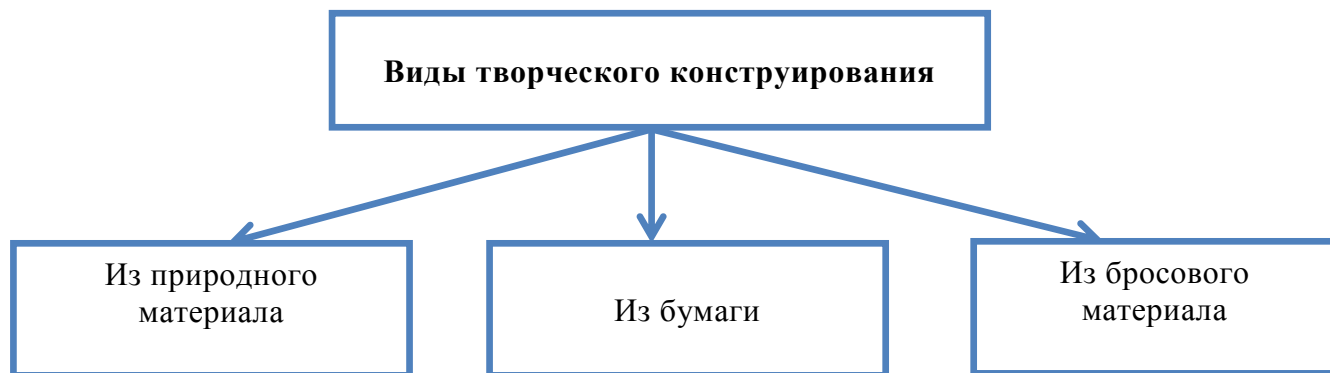 Виды творческого конструирования
Из природного
материала
Из бумаги
Из бросового
материала